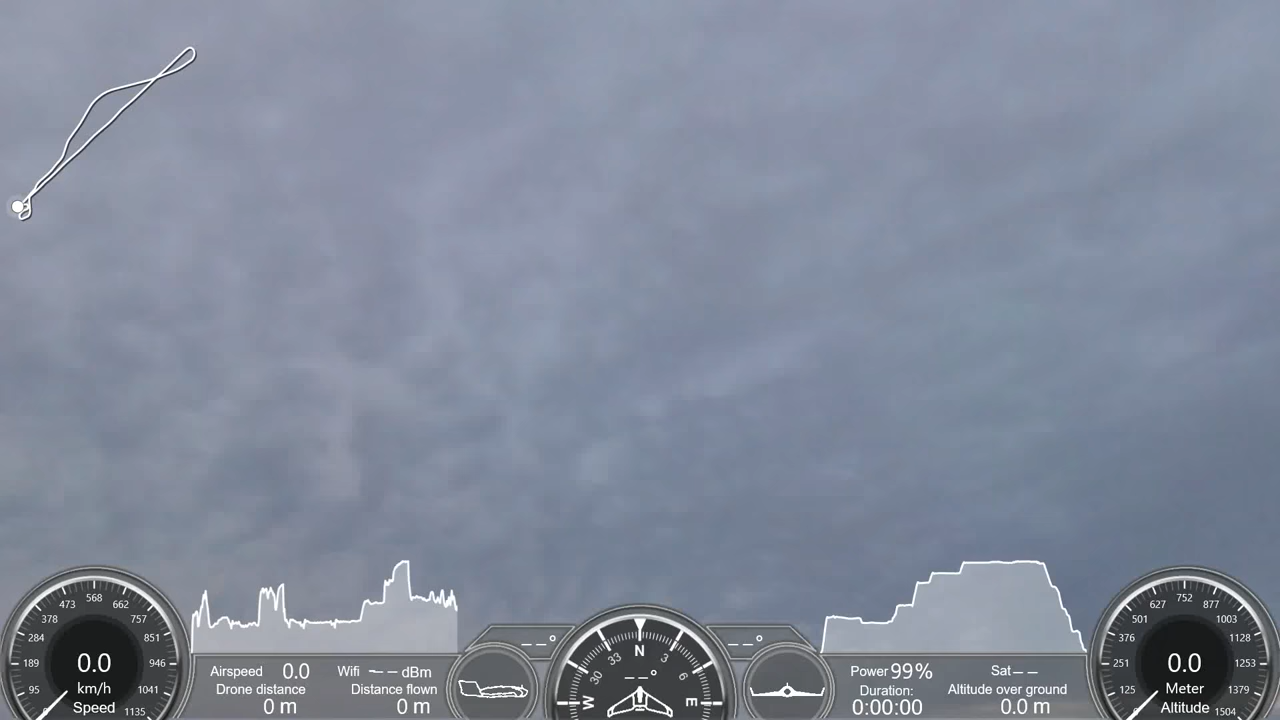 568
473 662
378 757
284 851
189 946
95 1041
0 1135
0.0
km/h
Speed
Airspeed 0.0 Wifi –––dBm
Drone distance Distance flown
0 m 0 m
––°
N
33 3
30 6
W E
––°
––°
Power 99% Sat––
Duration: Altitude over ground
0:00:00 0.0 m
752
627 877
501 1003
376 1128
251 1253
125 1379
0 1504
0.0
Meter
Altitude